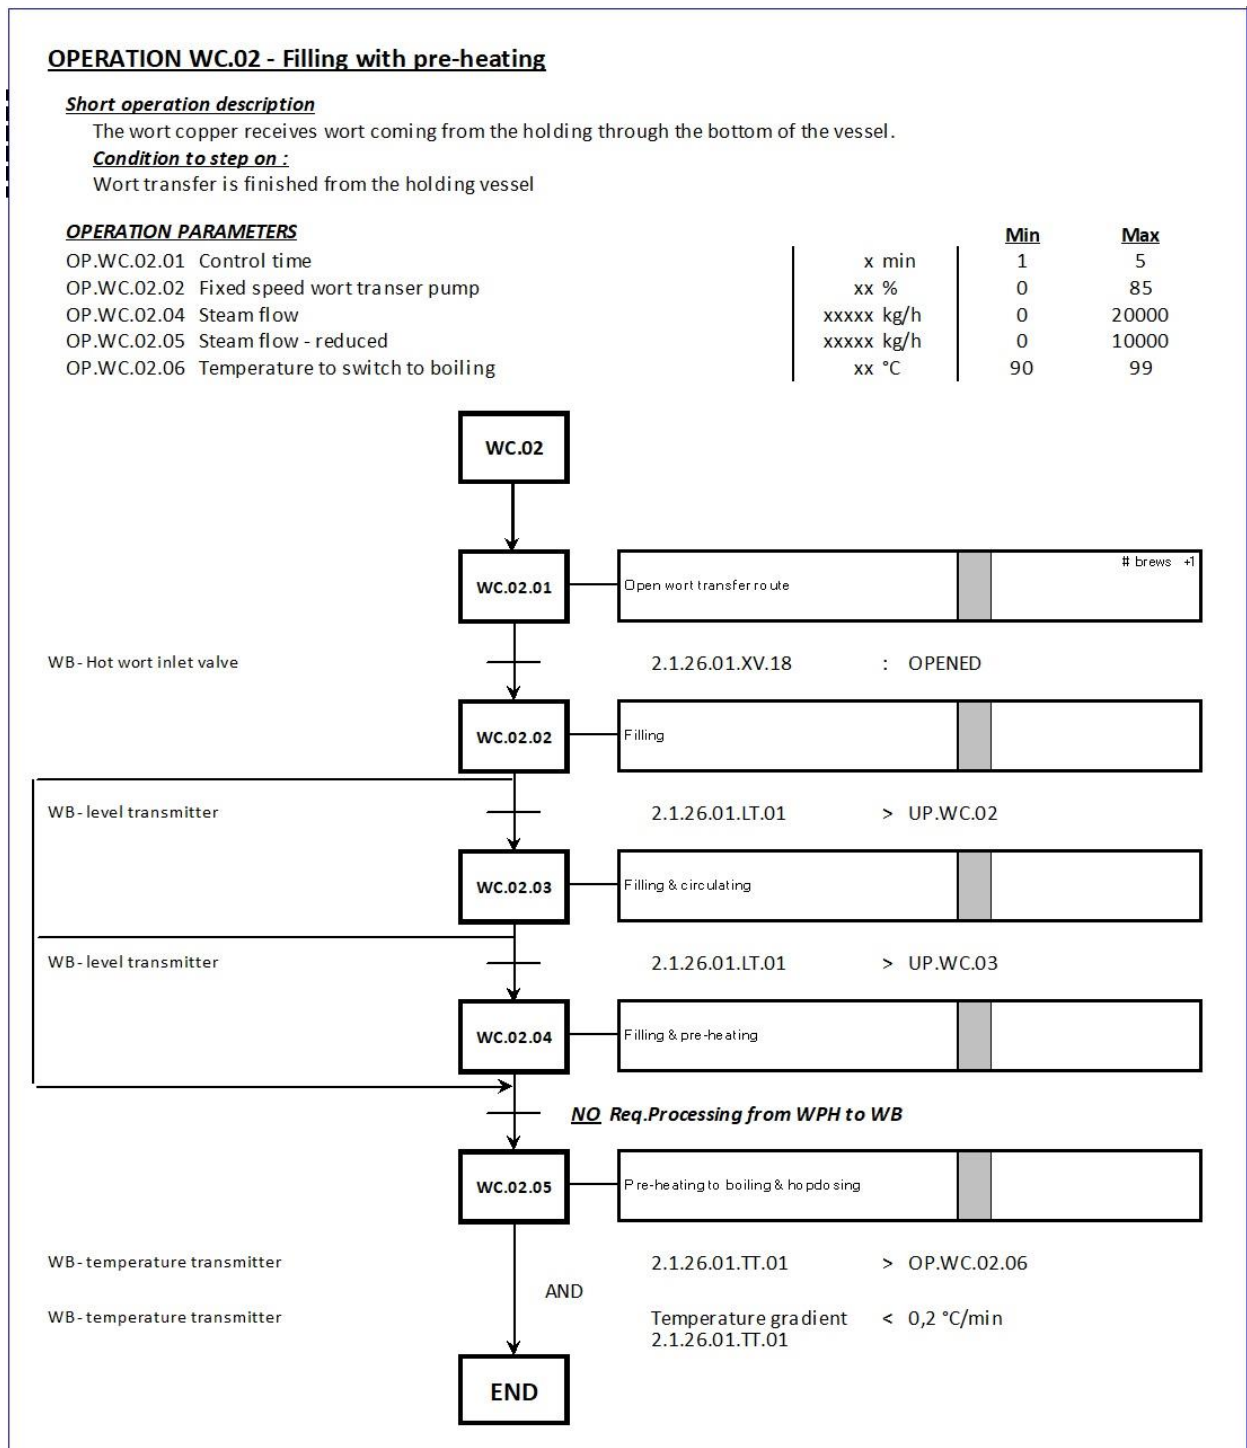 OPERATION WC.02 - Filling with pre-heating
Short operation description
The wort copper receives wort coming from the holding through the bottom of the vessel.
Condition to step on :
Wort transfer is finished from the holding vessel
OPERATION PARAMETERS Min Max
OP.WC.02.01 Control time x min 1 5
OP.WC.02.02 Fixed speed wort transer pump xx % 0 85
OP.WC.02.04 Steam flow xxxxx kg/h 0 20000
OP.WC.02.05 Steam flow - reduced xxxxx kg/h 0 10000
OP.WC.02.06 Temperature to switch to boiling xx °C 90 99
WC.02
# brews +1
WC.02.01 Open wort transfer route
WB- Hot wort inlet valve 2.1.26.01.XV.18 : OPENED
WC.02.02 Filling
WB- level transmitter 2.1.26.01.LT.01 > UP.WC.02
WC.02.03 Filling & circulating
WB- level transmitter 2.1.26.01.LT.01 > UP.WC.03
WC.02.04 Filling & pre-heating
NO Req.Processing from WPH to WB
WC.02.05 Pre-heating to boiling & hopdosing
WB- temperature transmitter 2.1.26.01.TT.01 > OP.WC.02.06
AND
WB- temperature transmitter Temperature gradient < 0,2 °C/min
2.1.26.01.TT.01
END